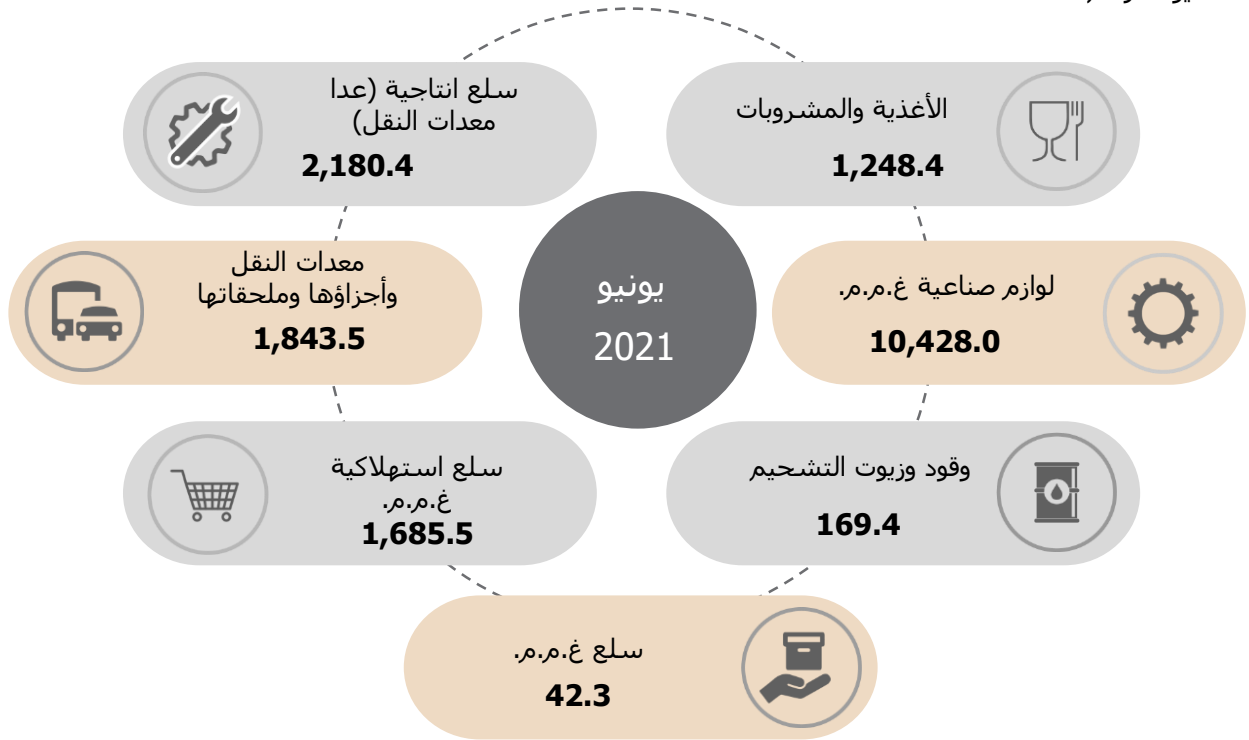 الأغذية والمشروبات
1,248.4
سلع انتاجية (عدا
معدات النقل)
2,180.4
لوازم صناعية غ.م.م.
10,428.0
يونيو
2021
معدات النقل
وأجزاؤها وملحقاتها
1,843.5
وقود وزيوت التشحيم
169.4
سلع استهلاكية
غ.م.م.
1,685.5
سلع غ.م.م.
42.3